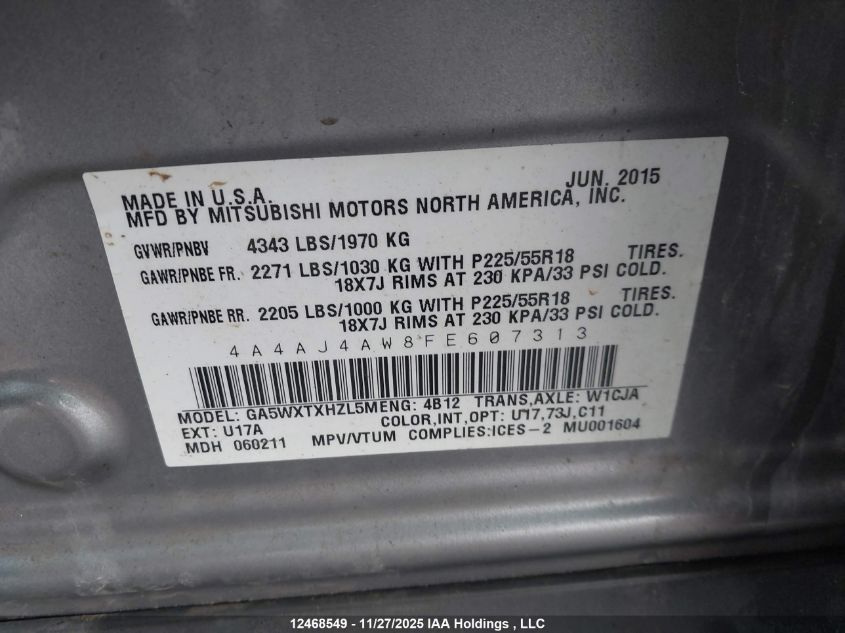 JUN. 2015
MADE IN U.S.A.
MFD BY MITSUBISHI MOTORS NORTH AMERICA, INC.
GVWR/PNBV 4343 LBS/1970 KG
GAWR/PNBE FR. 2271 LBS/1030 KG WITH P225/55R18 TIRES.
18X7J RIMS AT 230 KPA/33 PSI COLD.
GAWR/PNBE RR. 2205 LBS/1000 KG WITH P225/55R18 TIRES.
18X7J RIMS AT 230 KPA/33 PSI COLD.
4A4AJ4AW8FE607313
MODEL: GA5WXTXHZL5M ENG: 4B12 TRANS,AXLE: W1CJA
EXT: U17A COLOR,INT,OPT: U17,73J,C11
MDH 060211 MPV/VTUM COMPLIES:ICES-2 MU001604
12468549 - 11/27/2025 IAA Holdings , LLC